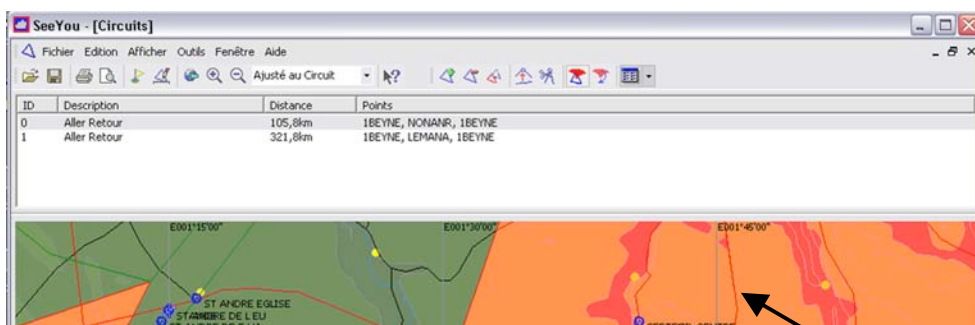 SeeYou - [Circuits]
Fichier Edition Afficher Outils Fenêtre Aide
Ajusté au Circuit
ID Description Distance Points
0 Aller Retour 105,8km 1BEYNE, NONANR, 1BEYNE
1 Aller Retour 321,8km 1BEYNE, LEMANA, 1BEYNE
E001°15'00" E001°30'00" E001°45'00"
ST ANDRE EGLISE
DE L EU